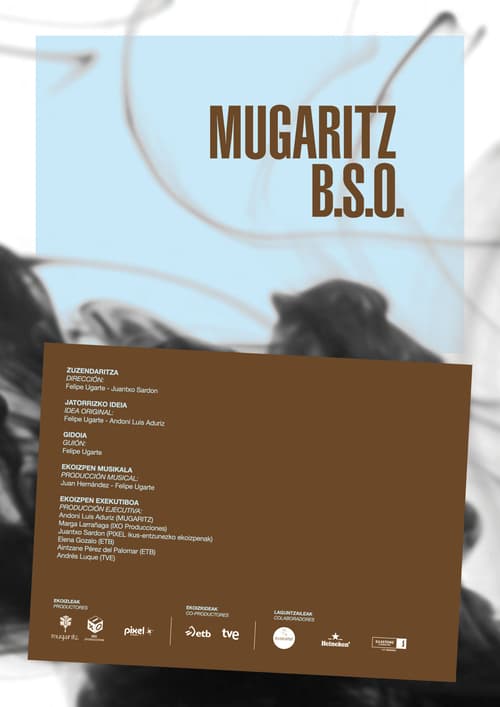 MUGARITZ
B.S.O.
ZUZENDARITZA
DIRECCIÓN:
Felipe Ugarte - Juantxo Sardon
JATORRIZKO IDEIA
IDEA ORIGINAL:
Felipe Ugarte - Andoni Luis Aduriz
GIDOIA
GUIÓN:
Felipe Ugarte
EKOIZPEN MUSIKALA
PRODUCCIÓN MUSICAL:
Juan Hernández - Felipe Ugarte
EKOIZPEN EXEKUTIBOA
PRODUCCIÓN EJECUTIVA:
Andoni Luis Aduriz (MUGARITZ)
Marga Larrañaga (IXO Producciones)
Juantxo Sardon (PIXEL ikus-entzunezko ekoizpenak)
Elena Gozalo (ETB)
Aintzane Pérez del Palomar (ETB)
Andrés Luque (TVE)
EKOIZLEAK
PRODUCTORES
EKOIZKIDEAK
CO-PRODUCTORES
LAGUNTZAILEAK
COLABORADORES
mugaritz
pixel
etb
tve
Heineken